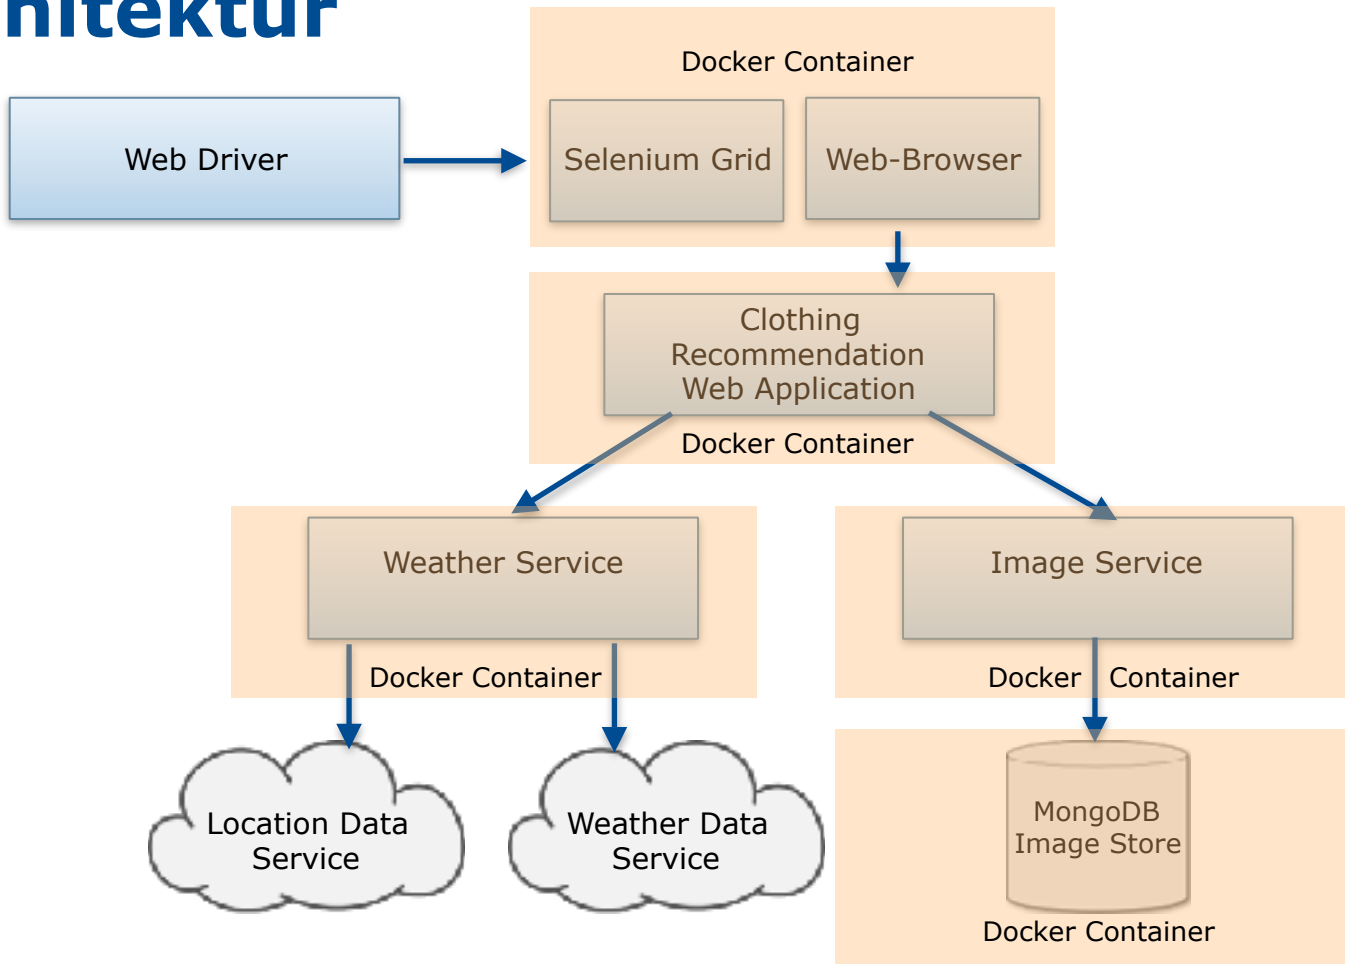 hitektur
Docker Container
Web Driver
Selenium Grid
Web-Browser
Clothing
Recommendation
Web Application
Docker Container
Weather Service
Image Service
Docker Container
Docker Container
Location Data
Service
Weather Data
Service
MongoDB
Image Store
Docker Container